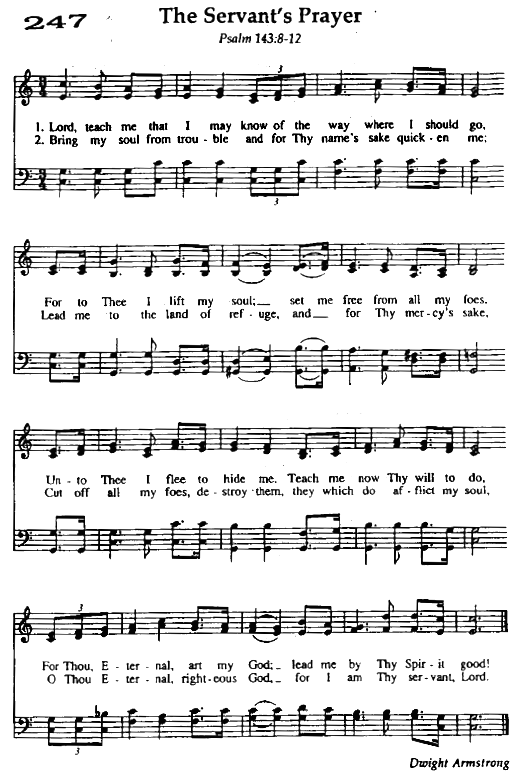 247
The Servant's Prayer
Psalm 143:8-12
3
1. Lord, teach me that I may know of the way where I should go,
2. Bring my soul from trou - ble and for Thy name's sake quick - en me;
3
For to Thee I lift my soul;— set me free from all my foes.
Lead me to the land of ref - uge, and— for Thy mer - cy's sake,
Un - to Thee I flee to hide me. Teach me now Thy will to do,
Cut off all my foes, de - stroy them, they which do af - flict my soul,
3
For Thou, E - ter - nal, art my God; — lead me by Thy Spir - it good!
O Thou E - ter - nal, right - eous God, — for I am Thy ser - vant, Lord.
3
Dwight Armstrong